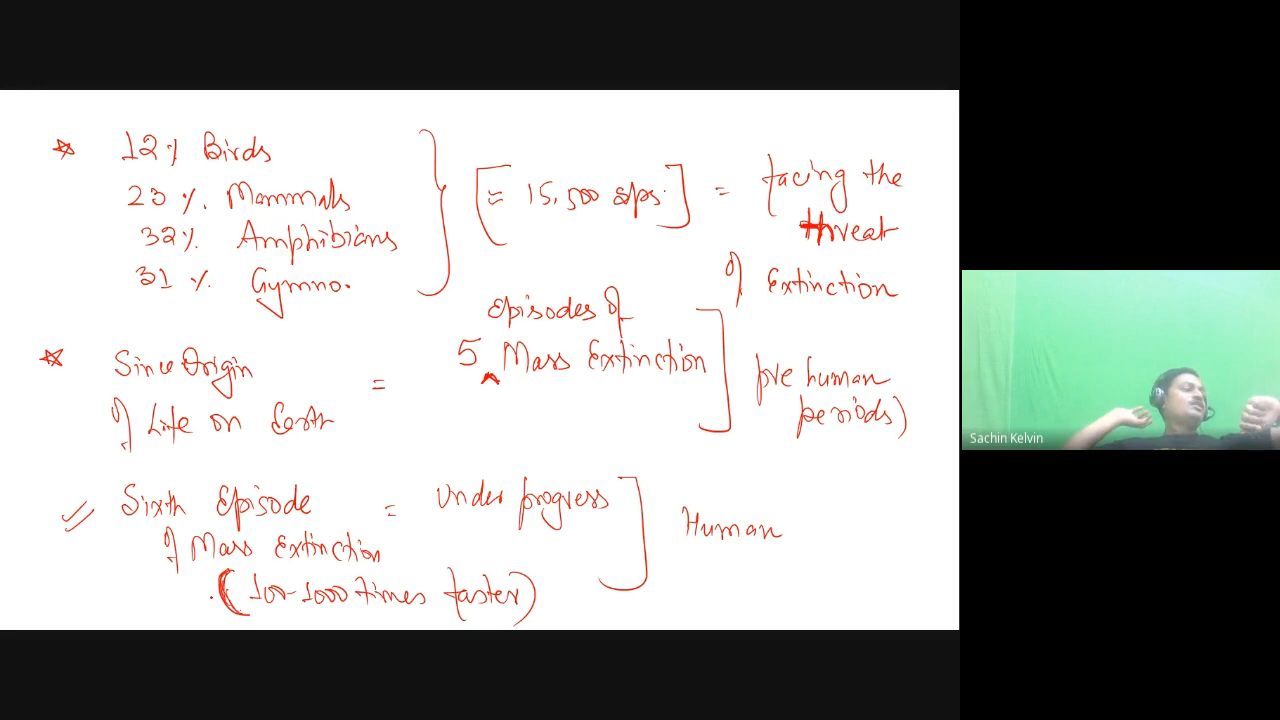 12% Birds
23 %. Mammals
32% Amphibians
31 % Gymno.
[≈ 15,500 sps.] = facing the
threat
of Extinction
Since Origin
of Life on Earth
=
Episodes of
5 ^ Mass Extinction
pre human
periods)
Sixth Episode = Under progress
of Mass Extinction
(100-1000 Times faster)
Human
Sachin Kelvin